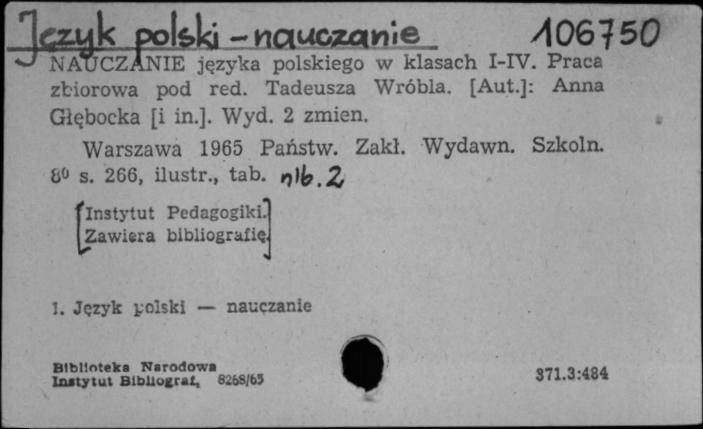 Język polski - nauczanie 106750
NAUCZANIE języka polskiego w klasach I-IV. Praca
zbiorowa pod red. Tadeusza Wróbla. [Aut.]: Anna
Głębocka [i in.]. Wyd. 2 zmien.
Warszawa 1965 Państw. Zakł. Wydawn. Szkoln.
8⁰ s. 266, ilustr., tab. nlb. 2
[Instytut Pedagogiki.]
[Zawiera bibliografię.]
1. Język polski — nauczanie
Biblioteka Narodowa
Instytut Bibliograf. 8268/65 371.3:484